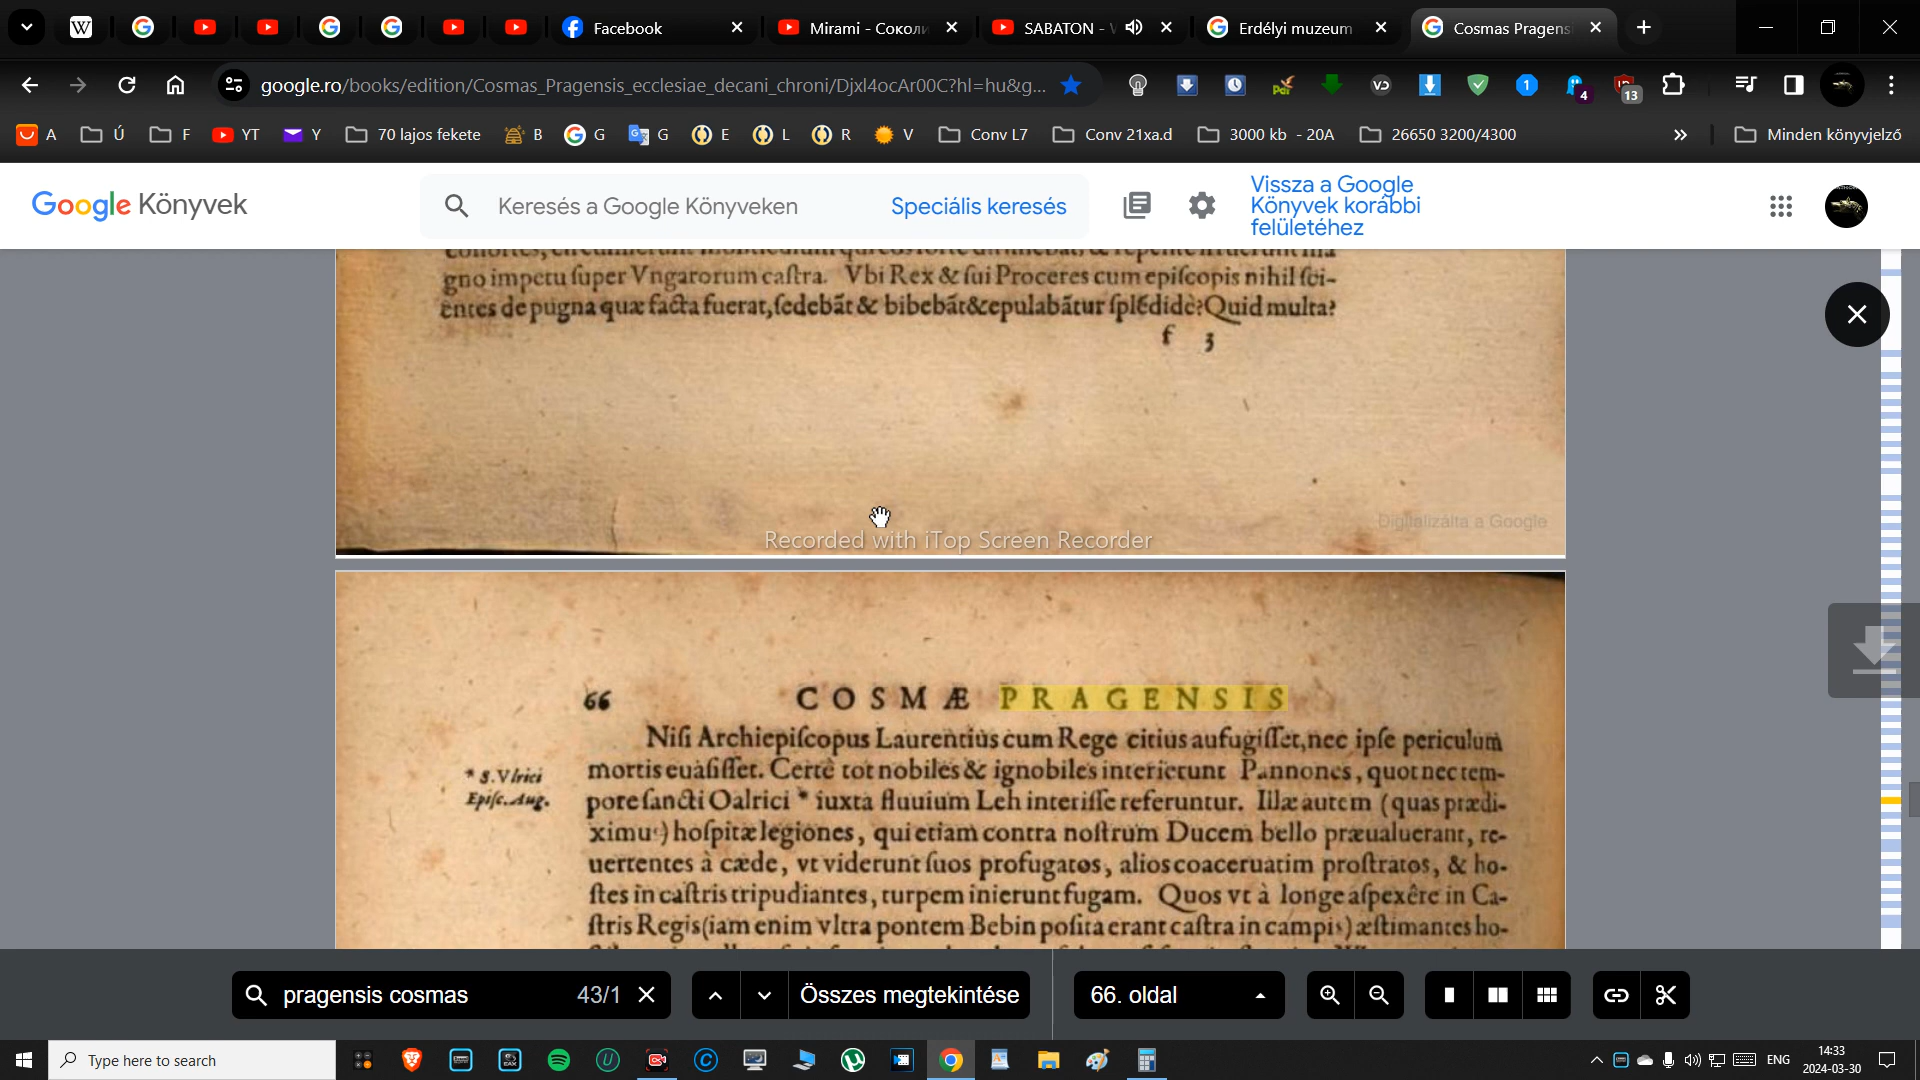 Facebook
Mirami - Соколи
SABATON - V
Erdélyi muzeum
Cosmas Pragens
google.ro/books/edition/Cosmas_Pragensis_ecclesiae_decani_chroni/Djxl4ocAr00C?hl=hu&g...
4
13
A
Ú
F
YT
Y
70 lajos fekete
B
G
G
E
L
R
V
Conv L7
Conv 21xa.d
3000 kb - 20A
26650 3200/4300
Minden könyvjelző
Google Könyvek
Keresés a Google Könyveken
Speciális keresés
Vissza a Google
Könyvek korábbi
felületéhez
gno impetu ſuper Vngarorum caſtra. Vbi Rex & ſui Proceres cum epiſcopis nihil ſci-
entes de pugna quæ facta fuerat, ſedebãt & bibebãt&epulabãtur ſplẽdidè? Quid multa?
f 3
Digitalizálta a Google
Recorded with iTop Screen Recorder
66 COSMÆ PRAGENSIS
Niſi Archiepiſcopus Laurentius cum Rege citius aufugiſſet, nec ipſe periculum
* S. Vlrici
mortis euaſiſſet. Certè tot nobiles & ignobiles interierunt Pannones, quot nec tem-
Epiſc. Aug.
pore ſancti Oalrici * iuxta fluuium Leh interiſſe referuntur. Illæ autem (quas prædi-
ximus) hoſpitæ legiones, qui etiam contra noſtrum Ducem bello præualuerant, re-
uertentes à cæde, vt viderunt ſuos profugatos, alios coaceruatim proſtratos, & ho-
ſtes in caſtris tripudiantes, turpem inierunt fugam. Quos vt à longe aſpexêre in Ca-
ſtris Regis (iam enim vltra pontem Bebin poſita erant caſtra in campis) æſtimantes ho-
pragensis cosmas
43/1
Összes megtekintése
66. oldal
Type here to search
ENG
14:33
2024-03-30